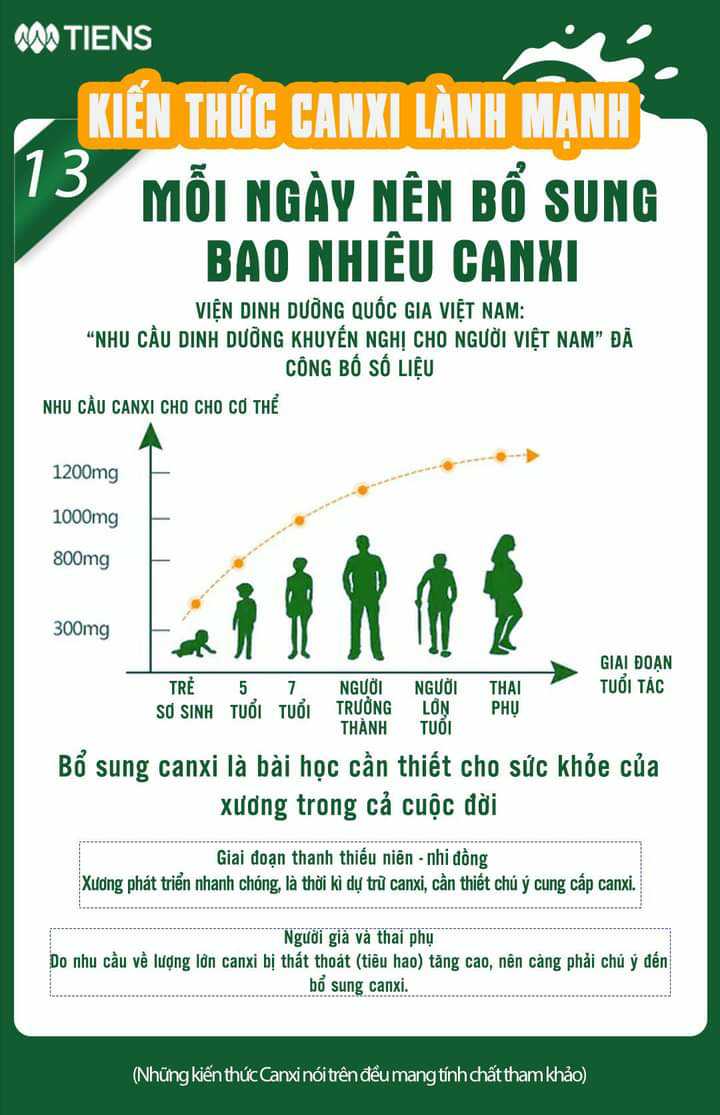 TIENS
KIẾN THỨC CANXI LÀNH MẠNH
13
MỖI NGÀY NÊN BỔ SUNG
BAO NHIÊU CANXI
VIỆN DINH DƯỠNG QUỐC GIA VIỆT NAM:
“NHU CẦU DINH DƯỠNG KHUYẾN NGHỊ CHO NGƯỜI VIỆT NAM” ĐÃ
CÔNG BỐ SỐ LIỆU
NHU CẦU CANXI CHO CHO CƠ THỂ
1200mg
1000mg
800mg
300mg
TRẺ
SƠ SINH
5
TUỔI
7
TUỔI
NGƯỜI
TRƯỞNG
THÀNH
NGƯỜI
LỚN
TUỔI
THAI
PHỤ
GIAI ĐOẠN
TUỔI TÁC
Bổ sung canxi là bài học cần thiết cho sức khỏe của
xương trong cả cuộc đời
Giai đoạn thanh thiếu niên - nhi đồng
Xương phát triển nhanh chóng, là thời kì dự trữ canxi, cần thiết chú ý cung cấp canxi.
Người già và thai phụ
Do nhu cầu về lượng lớn canxi bị thất thoát (tiêu hao) tăng cao, nên càng phải chú ý đến
bổ sung canxi.
(Những kiến thức Canxi nói trên đều mang tính chất tham khảo)